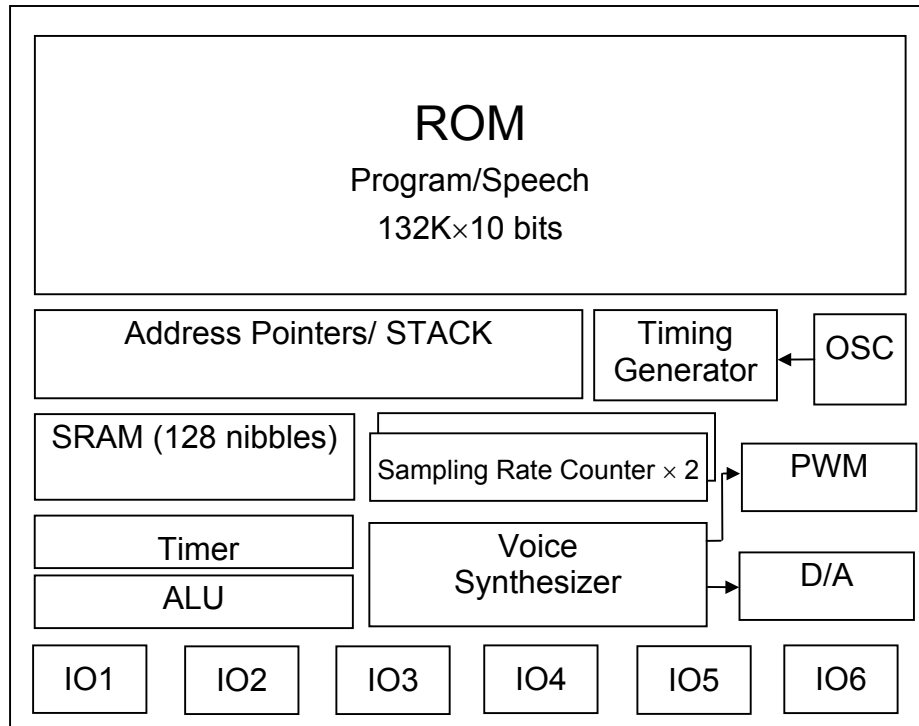 ROM
Program/Speech
132K×10 bits
Address Pointers/ STACK
Timing
Generator
OSC
SRAM (128 nibbles)
Sampling Rate Counter × 2
PWM
Timer
Voice
Synthesizer
D/A
ALU
IO1
IO2
IO3
IO4
IO5
IO6